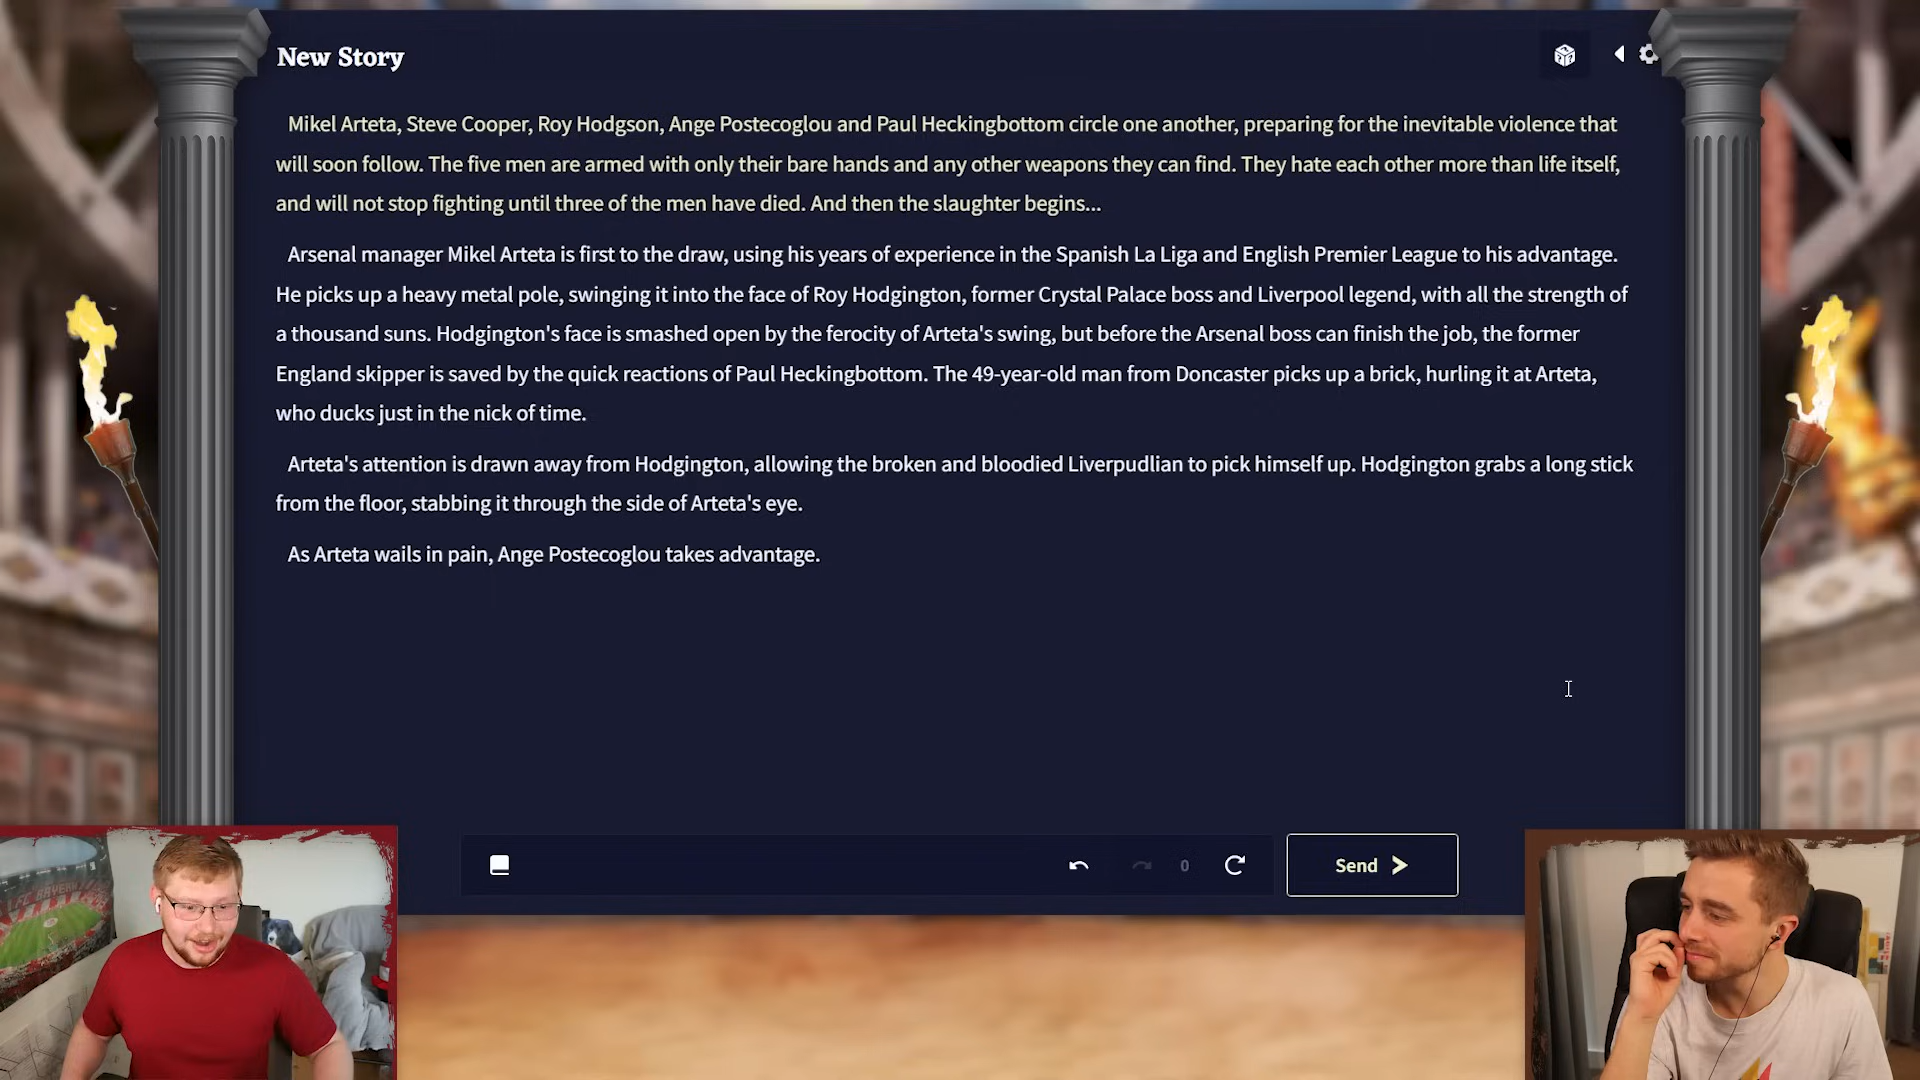 New Story
Mikel Arteta, Steve Cooper, Roy Hodgson, Ange Postecoglou and Paul Heckingbottom circle one another, preparing for the inevitable violence that
will soon follow. The five men are armed with only their bare hands and any other weapons they can find. They hate each other more than life itself,
and will not stop fighting until three of the men have died. And then the slaughter begins...
Arsenal manager Mikel Arteta is first to the draw, using his years of experience in the Spanish La Liga and English Premier League to his advantage.
He picks up a heavy metal pole, swinging it into the face of Roy Hodgington, former Crystal Palace boss and Liverpool legend, with all the strength of
a thousand suns. Hodgington's face is smashed open by the ferocity of Arteta's swing, but before the Arsenal boss can finish the job, the former
England skipper is saved by the quick reactions of Paul Heckingbottom. The 49-year-old man from Doncaster picks up a brick, hurling it at Arteta,
who ducks just in the nick of time.
Arteta's attention is drawn away from Hodgington, allowing the broken and bloodied Liverpudlian to pick himself up. Hodgington grabs a long stick
from the floor, stabbing it through the side of Arteta's eye.
As Arteta wails in pain, Ange Postecoglou takes advantage.
0
Send